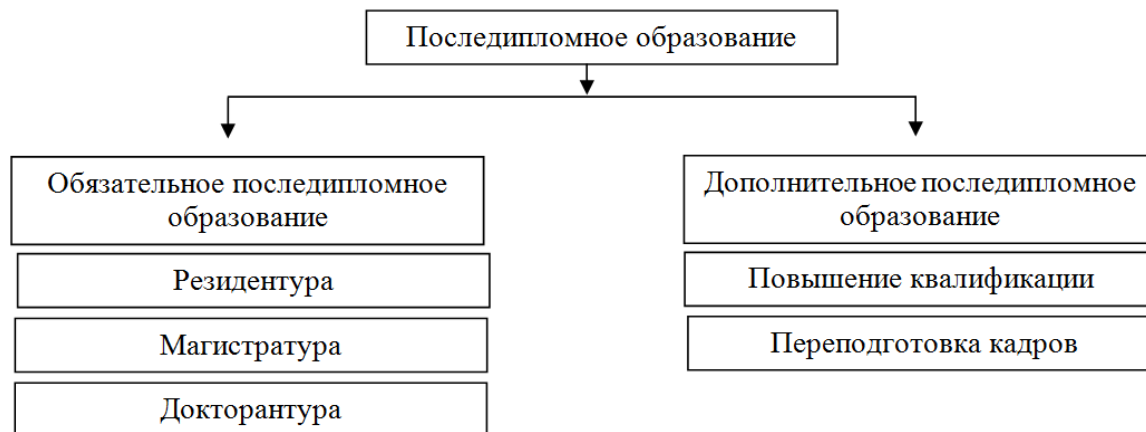 Последипломное образование
Обязательное последипломное
образование
Резидентура
Магистратура
Докторантура
Дополнительное последипломное
образование
Повышение квалификации
Переподготовка кадров